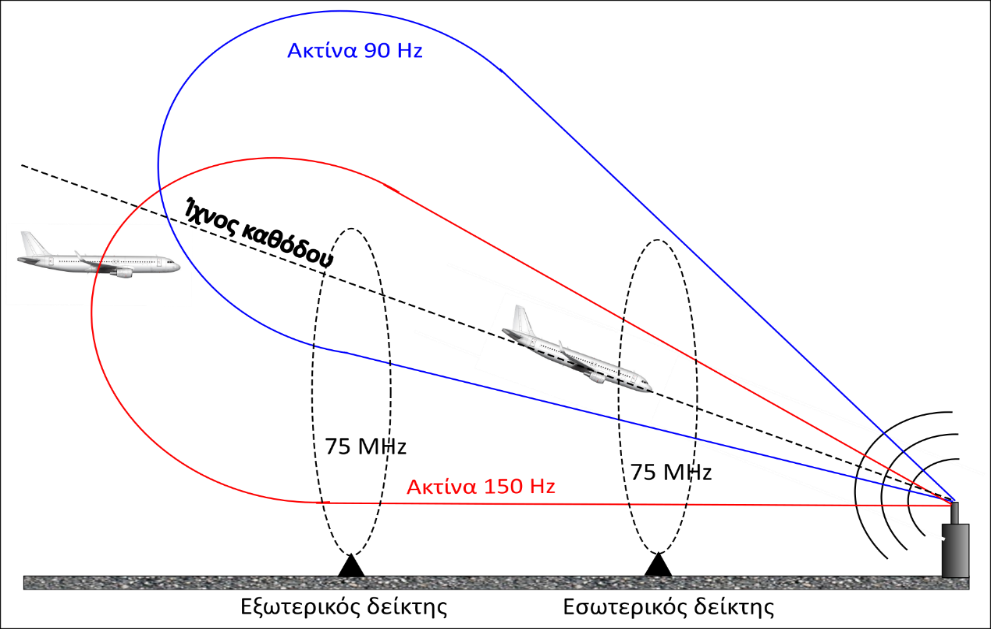 Ακτίνα 90 Hz
Ίχνος καθόδου
75 MHz
75 MHz
Ακτίνα 150 Hz
Εξωτερικός δείκτης
Εσωτερικός δείκτης